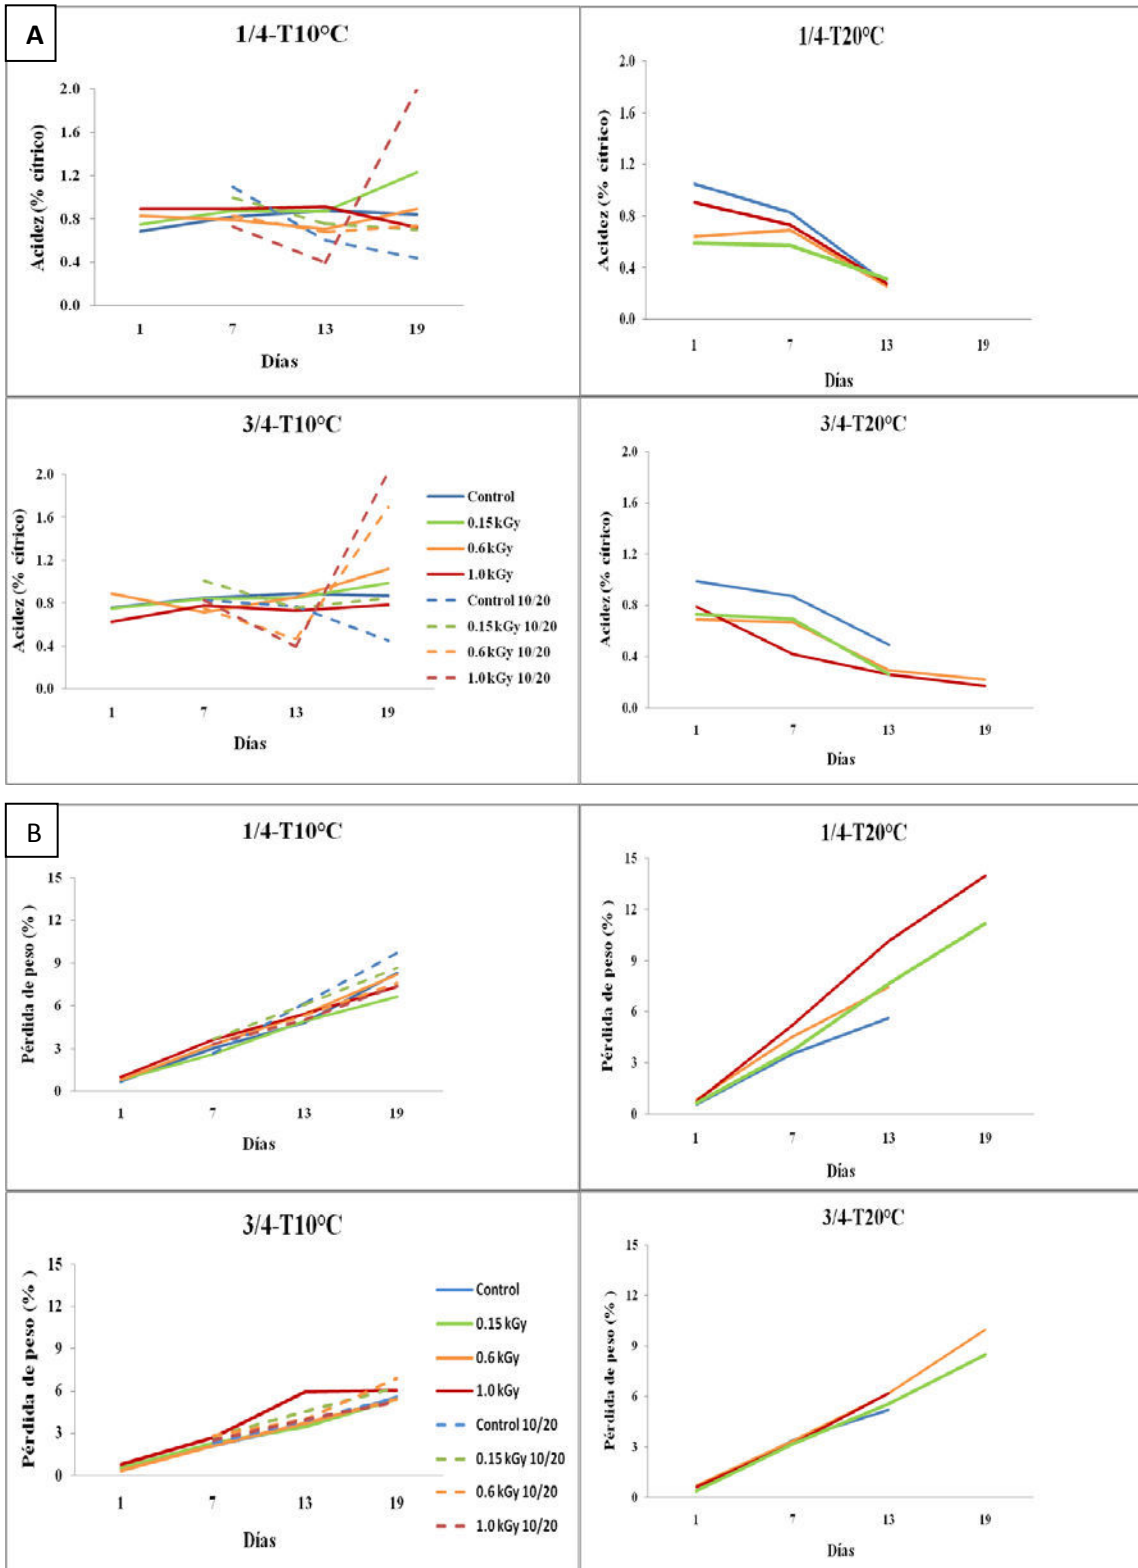 A
1/4-T10°C
Acidez (% cítrico)
2.0
1.6
1.2
0.8
0.4
0.0
1 7 13 19
Días
1/4-T20°C
Acidez (% cítrico)
2.0
1.6
1.2
0.8
0.4
0.0
1 7 13 19
Días
3/4-T10°C
Acidez (% cítrico)
2.0
1.6
1.2
0.8
0.4
0.0
1 7 13 19
Días
Control
0.15 kGy
0.6 kGy
1.0 kGy
Control 10/20
0.15 kGy 10/20
0.6 kGy 10/20
1.0 kGy 10/20
3/4-T20°C
Acidez (% cítrico)
2.0
1.6
1.2
0.8
0.4
0.0
1 7 13 19
Días
B
1/4-T10°C
Pérdida de peso (% )
15
12
9
6
3
0
1 7 13 19
Días
1/4-T20°C
Pérdida de peso (% )
15
12
9
6
3
0
1 7 13 19
Días
3/4-T10°C
Pérdida de peso (% )
15
12
9
6
3
0
1 7 13 19
Días
Control
0.15 kGy
0.6 kGy
1.0 kGy
Control 10/20
0.15 kGy 10/20
0.6 kGy 10/20
1.0 kGy 10/20
3/4-T20°C
Pérdida de peso (% )
15
12
9
6
3
0
1 7 13 19
Días